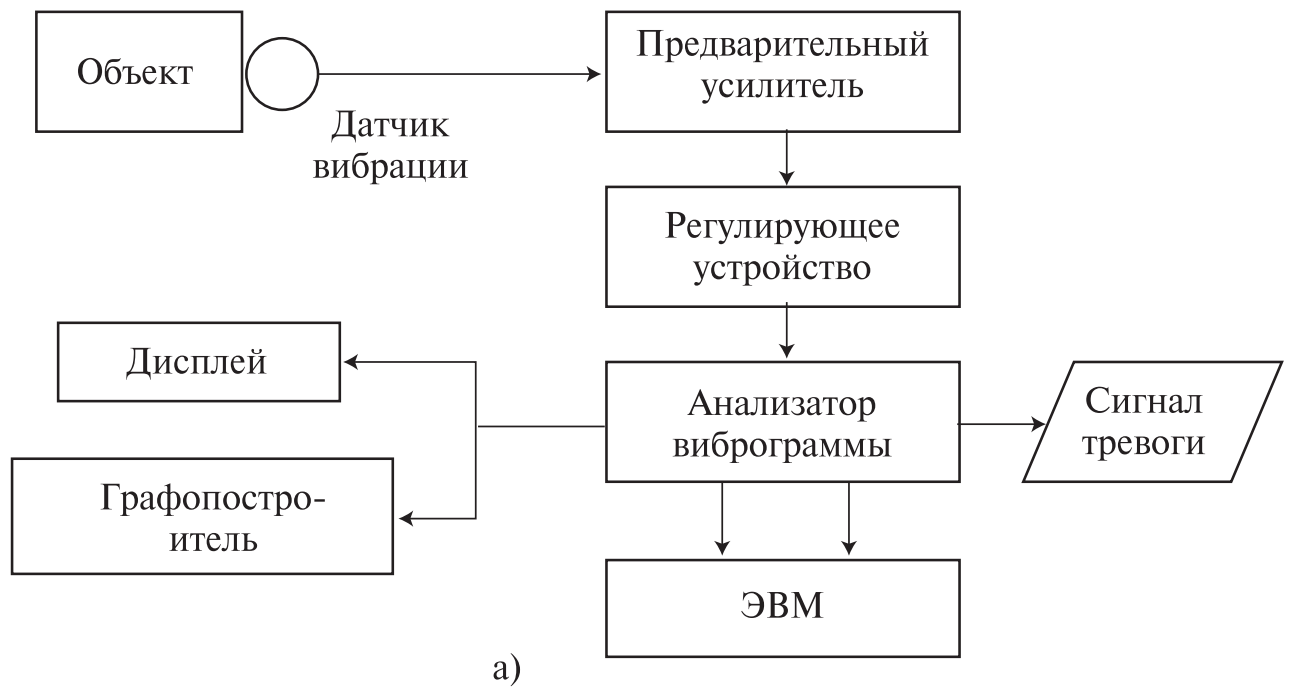 Объект
Датчик
вибрации
Предварительный
усилитель
Регулирующее
устройство
Дисплей
Графопостро-
итель
Анализатор
виброграммы
Сигнал
тревоги
ЭВМ
а)